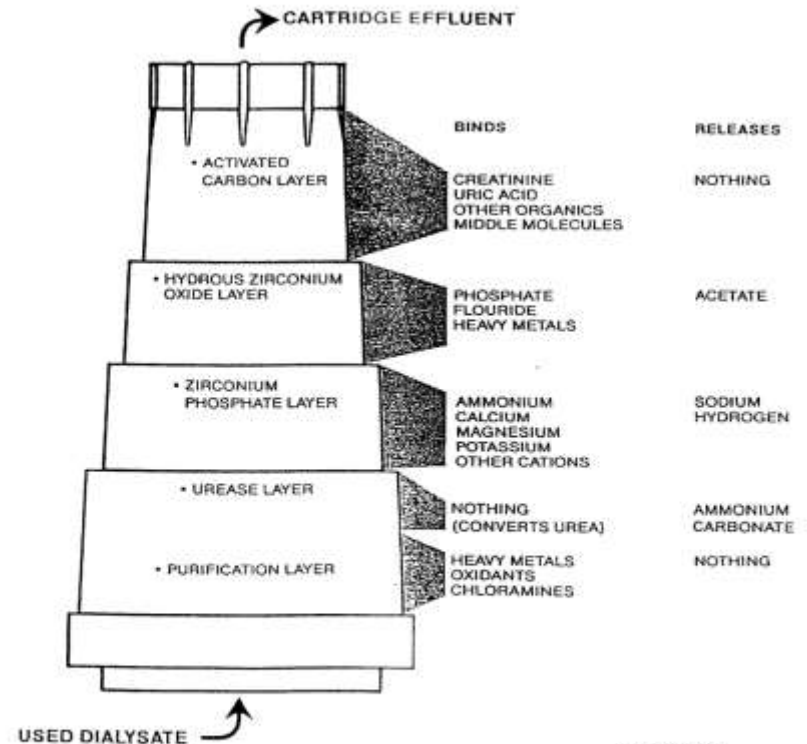 CARTRIDGE EFFLUENT
BINDS RELEASES
• ACTIVATED
CARBON LAYER
CREATININE NOTHING
URIC ACID
OTHER ORGANICS
MIDDLE MOLECULES
• HYDROUS ZIRCONIUM
OXIDE LAYER
PHOSPHATE ACETATE
FLOURIDE
HEAVY METALS
• ZIRCONIUM
PHOSPHATE LAYER
AMMONIUM SODIUM
CALCIUM HYDROGEN
MAGNESIUM
POTASSIUM
OTHER CATIONS
• UREASE LAYER
NOTHING AMMONIUM
(CONVERTS UREA) CARBONATE
• PURIFICATION LAYER
HEAVY METALS NOTHING
OXIDANTS
CHLORAMINES
USED DIALYSATE